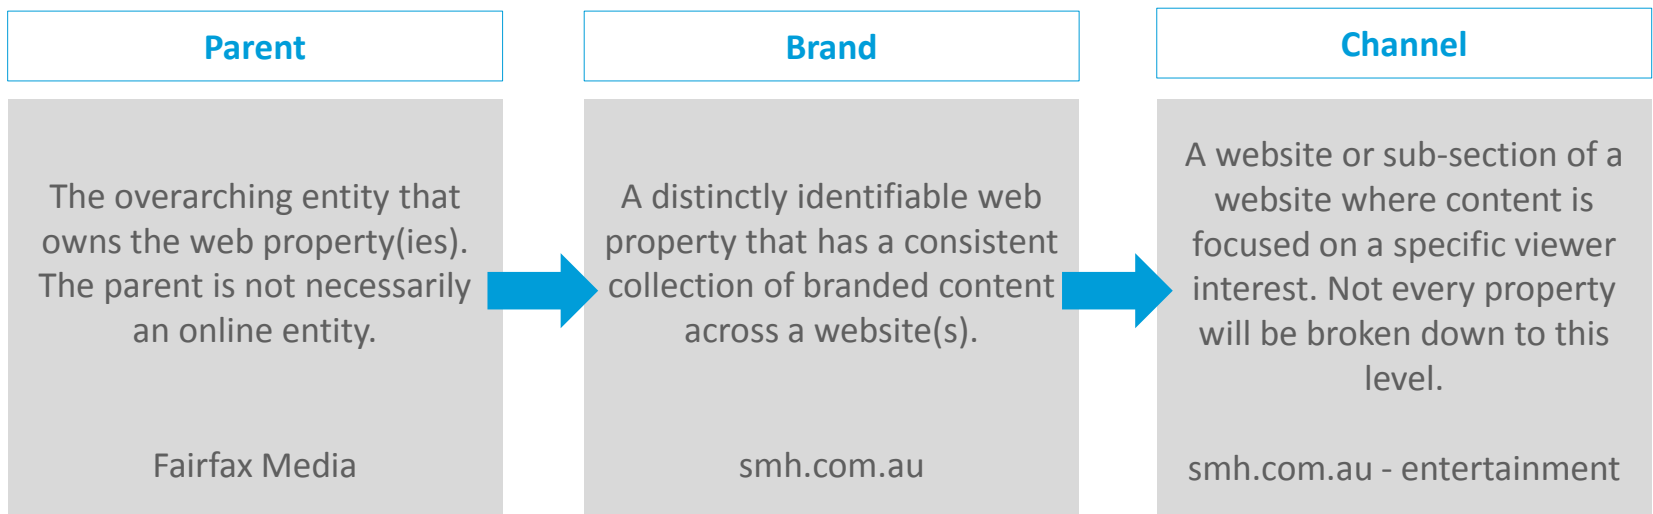 Parent
The overarching entity that
owns the web property(ies).
The parent is not necessarily
an online entity.
Fairfax Media
Brand
A distinctly identifiable web
property that has a consistent
collection of branded content
across a website(s).
smh.com.au
Channel
A website or sub-section of a
website where content is
focused on a specific viewer
interest. Not every property
will be broken down to this
level.
smh.com.au - entertainment